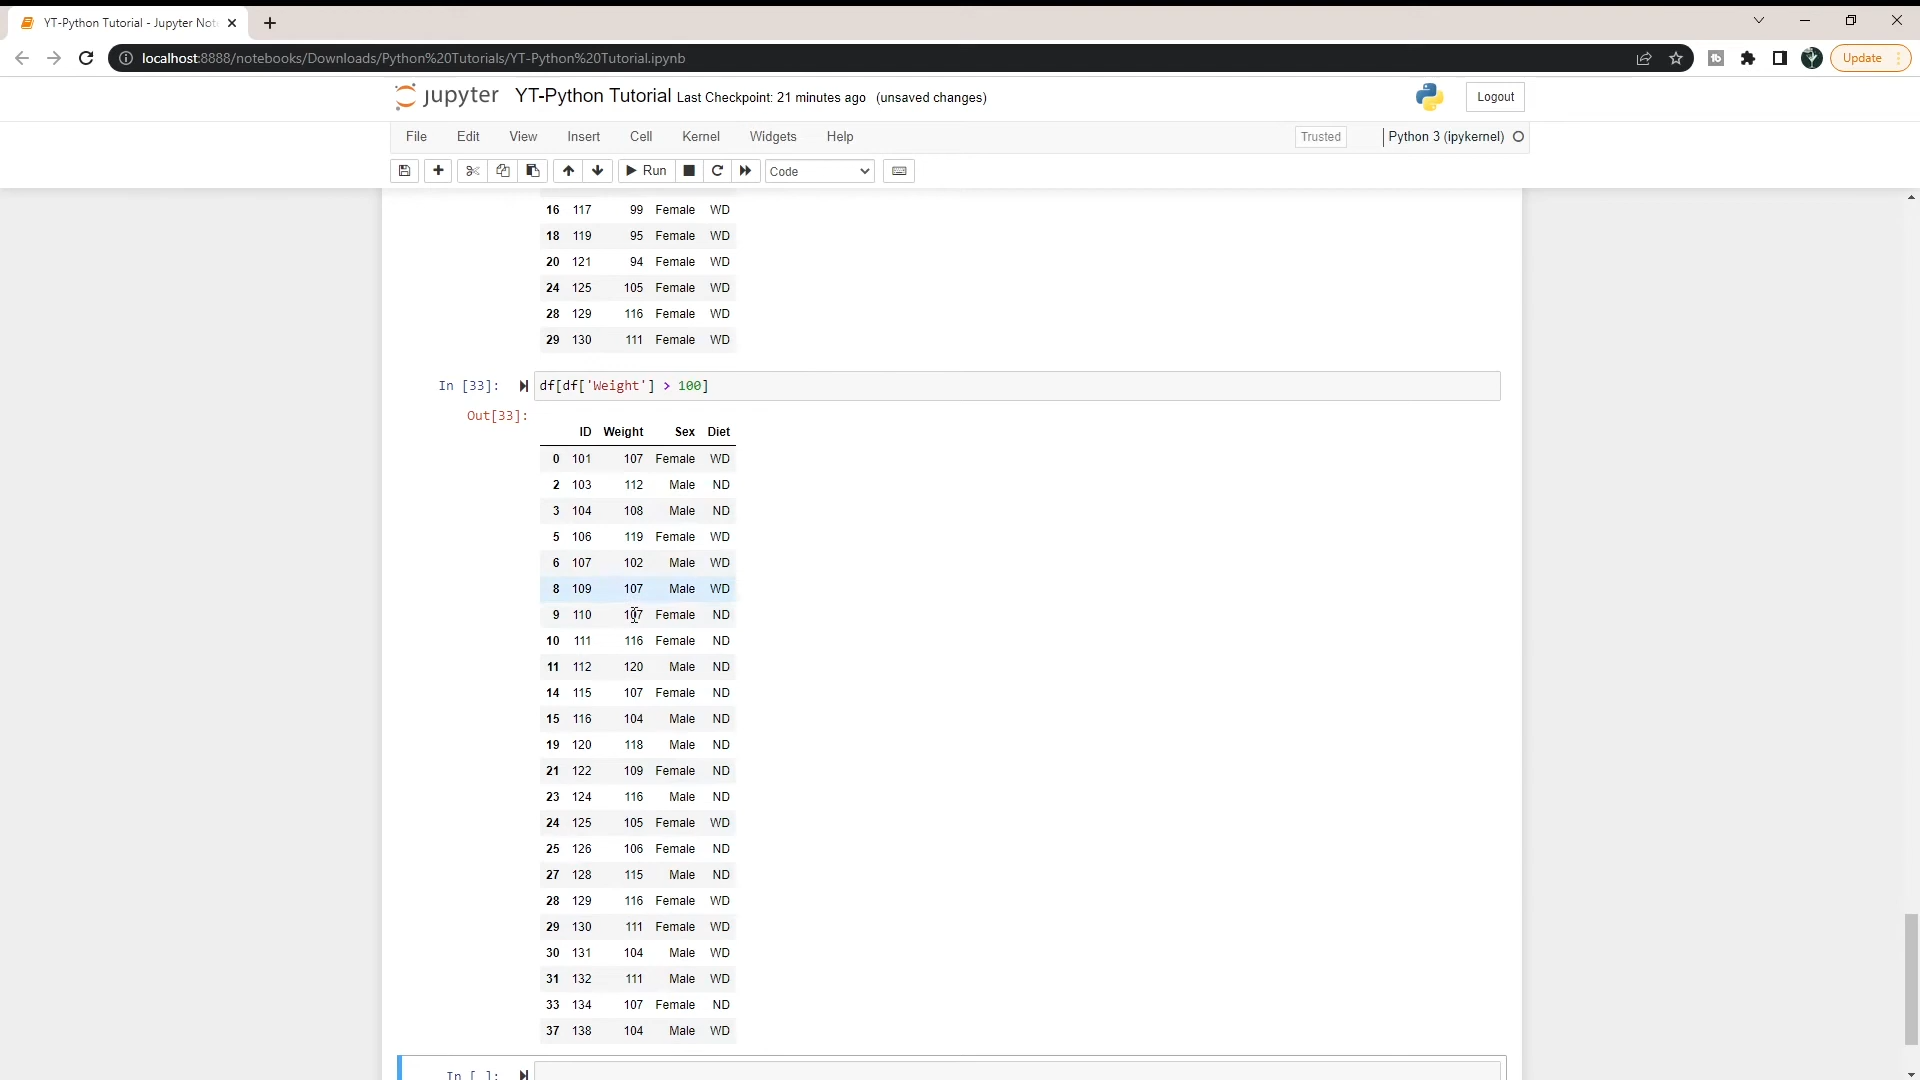 YT-Python Tutorial - Jupyter Not
localhost:8888/notebooks/Downloads/Python%20Tutorials/YT-Python%20Tutorial.ipynb
Update
jupyter YT-Python Tutorial Last Checkpoint: 21 minutes ago (unsaved changes)
Logout
File Edit View Insert Cell Kernel Widgets Help
Trusted
Python 3 (ipykernel)
Run
Code
16 117 99 Female WD
18 119 95 Female WD
20 121 94 Female WD
24 125 105 Female WD
28 129 116 Female WD
29 130 111 Female WD
In [33]: df[df['Weight'] > 100]
Out[33]:
ID Weight Sex Diet
0 101 107 Female WD
2 103 112 Male ND
3 104 108 Male ND
5 106 119 Female WD
6 107 102 Male WD
8 109 107 Male WD
9 110 107 Female ND
10 111 116 Female ND
11 112 120 Male ND
14 115 107 Female ND
15 116 104 Male ND
19 120 118 Male ND
21 122 109 Female ND
23 124 116 Male ND
24 125 105 Female WD
25 126 106 Female ND
27 128 115 Male ND
28 129 116 Female WD
29 130 111 Female WD
30 131 104 Male WD
31 132 111 Male WD
33 134 107 Female ND
37 138 104 Male WD
In [ ]: